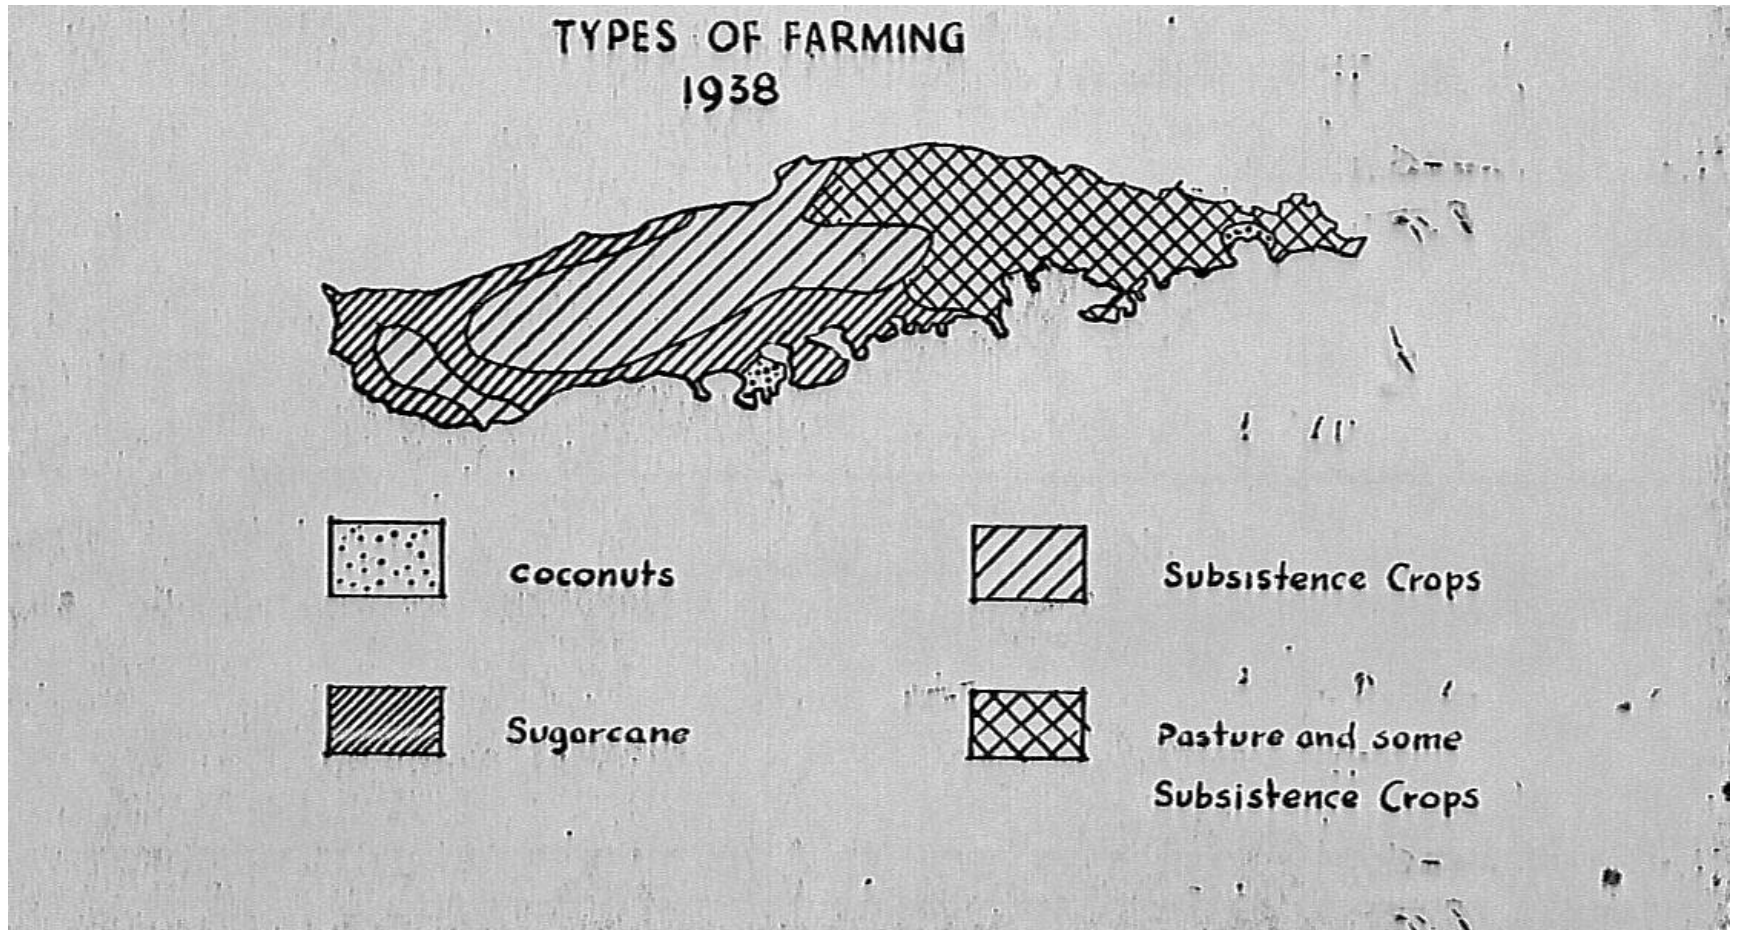 TYPES OF FARMING
1938
coconuts
Subsistence Crops
Sugarcane
Pasture and some
Subsistence Crops